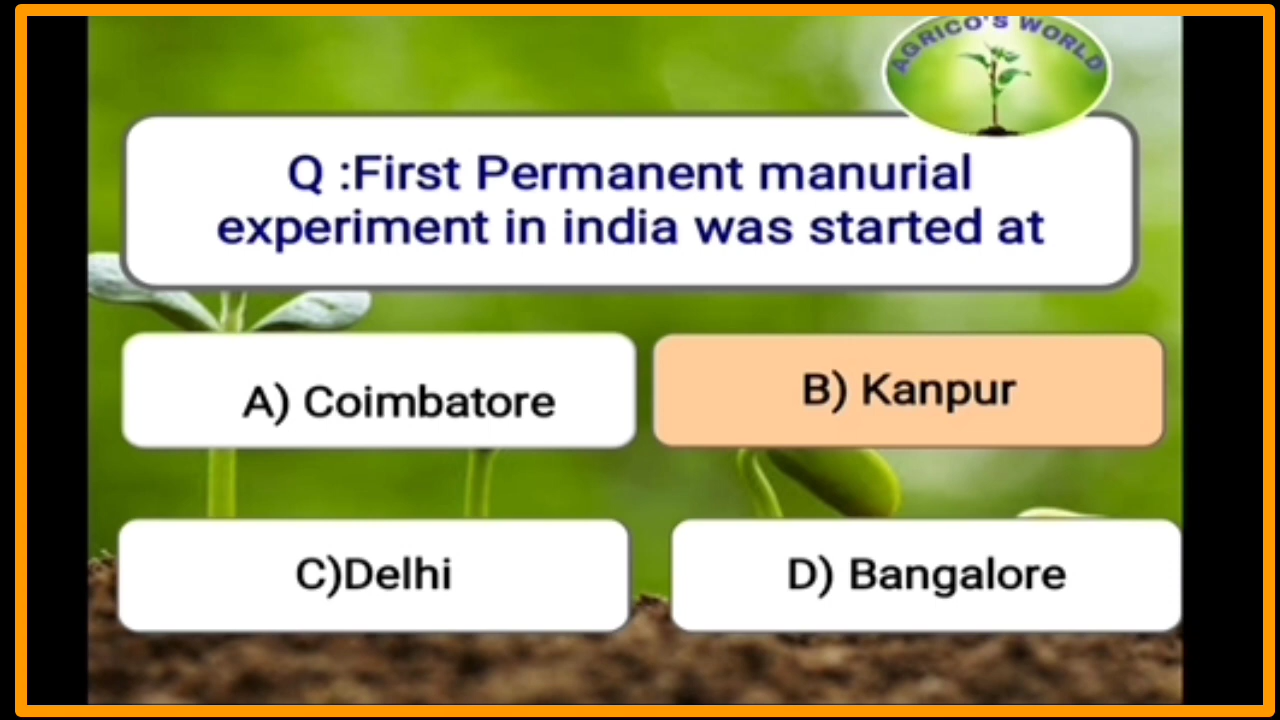 AGRICO'S WORLD
Q :First Permanent manurial
experiment in india was started at
A) Coimbatore
B) Kanpur
C)Delhi
D) Bangalore